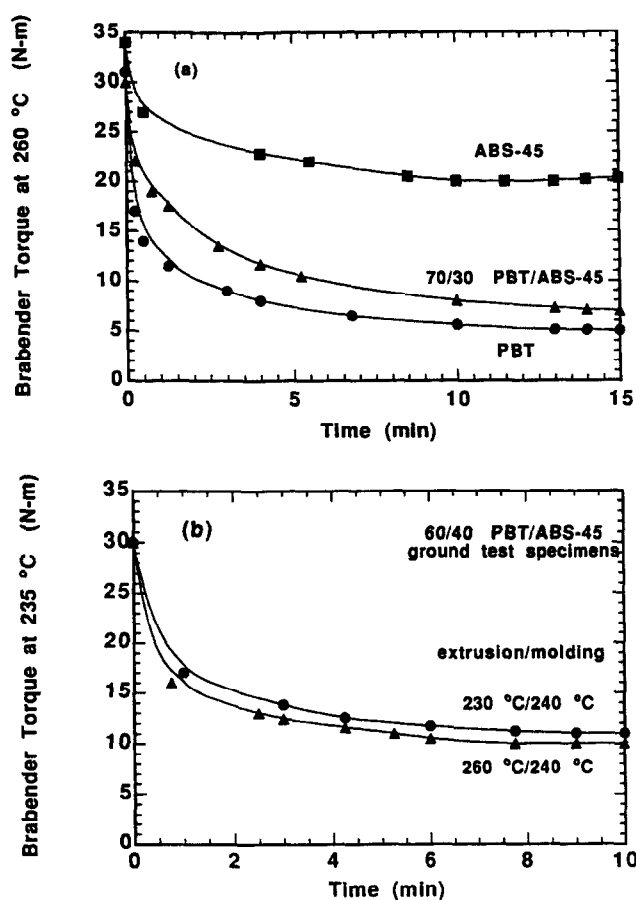 Brabender Torque at 260 °C (N-m)
35
30
25
20
15
10
5
0
(a)
ABS-45
70/30 PBT/ABS-45
PBT
0
5
10
15
Time (min)
Brabender Torque at 235 °C (N-m)
35
30
25
20
15
10
5
0
(b)
60/40 PBT/ABS-45
ground test specimens
extrusion/molding
230 °C/240 °C
260 °C/240 °C
0
2
4
6
8
10
Time (min)